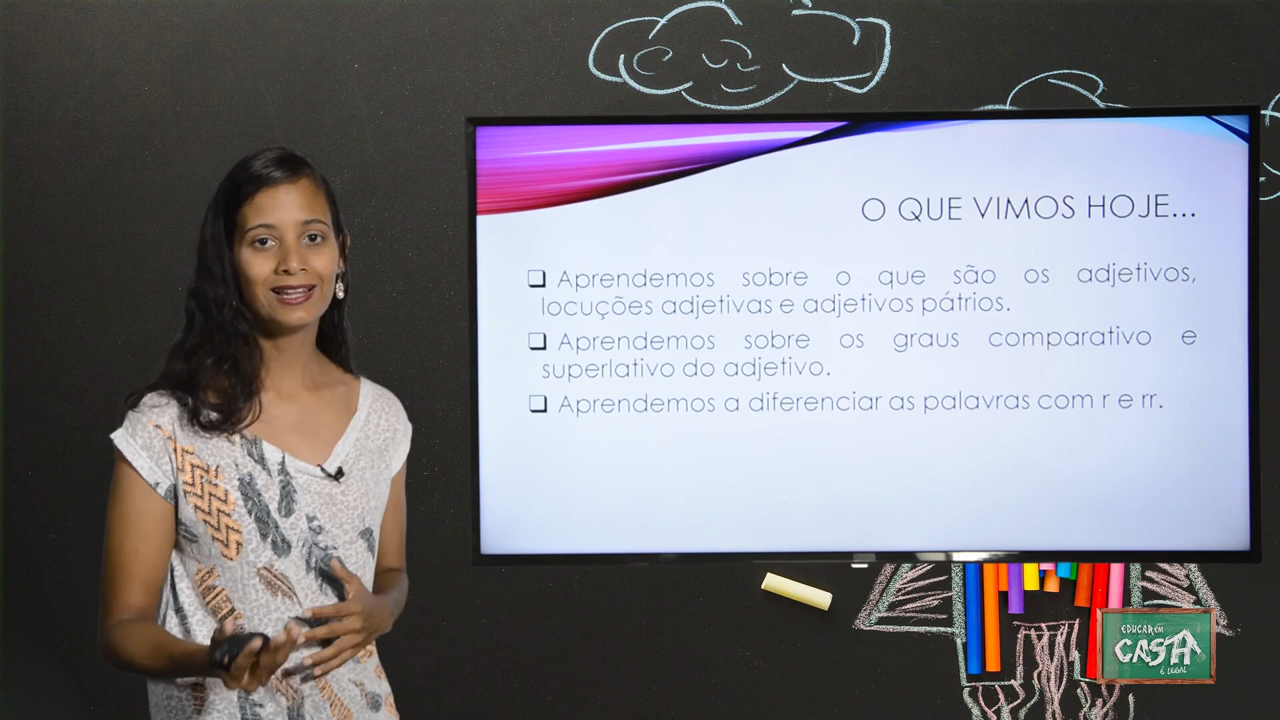 O QUE VIMOS HOJE...
❑ Aprendemos sobre o que são os adjetivos,
locuções adjetivas e adjetivos pátrios.
❑ Aprendemos sobre os graus comparativo e
superlativo do adjetivo.
❑ Aprendemos a diferenciar as palavras com r e rr.
EDUCAR EM
CASA
É LEGAL